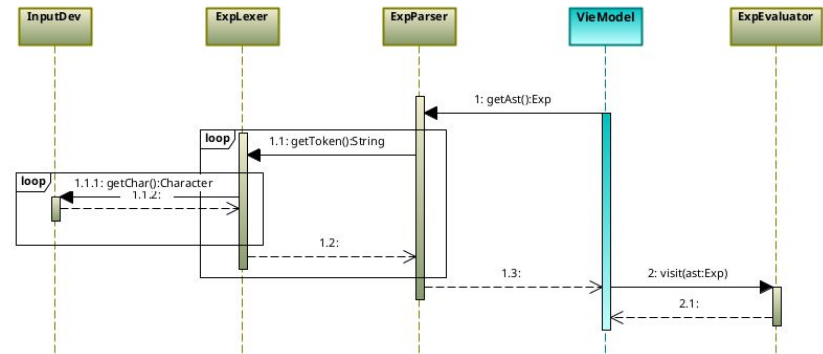 InputDev
ExpLexer
ExpParser
VieModel
ExpEvaluator
1: getAst():Exp
loop
1.1: getToken():String
loop
1.1.1: getChar():Character
1.1.2:
1.2:
1.3:
2: visit(ast:Exp)
2.1: